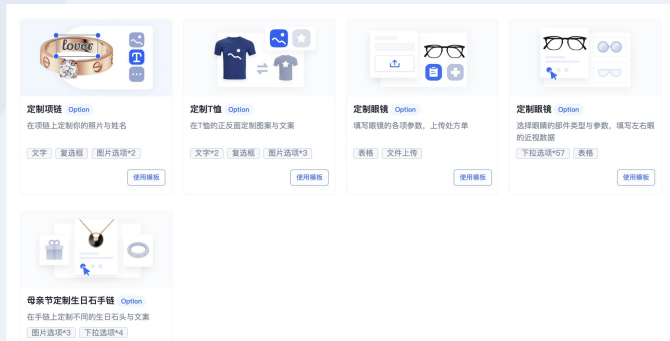 lover
T
定制项链 Option
在项链上定制你的照片与姓名
文字 复选框 图片选项*2
使用模板
定制T恤 Option
在T恤的正反面定制图案与文案
文字*2 复选框 图片选项*3
使用模板
定制眼镜 Option
填写眼镜的各项参数，上传处方单
表格 文件上传
使用模板
定制眼镜 Option
选择眼睛的部件类型与参数，填写左右眼
的近视数据
下拉选项*57 表格
使用模板
母亲节定制生日石手链 Option
在手链上定制不同的生日石头与文案
图片选项*3 下拉选项*4